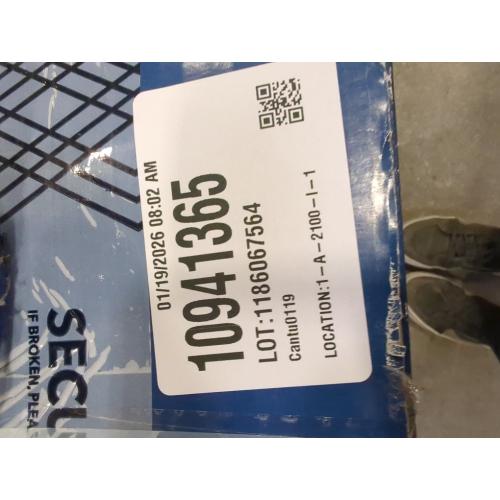 01/19/2026 08:02 AM
10941365
LOT:1186067564
Cantu0119
LOCATION:1-A-2100-I-1
SECU
IF BROKEN, PLEA